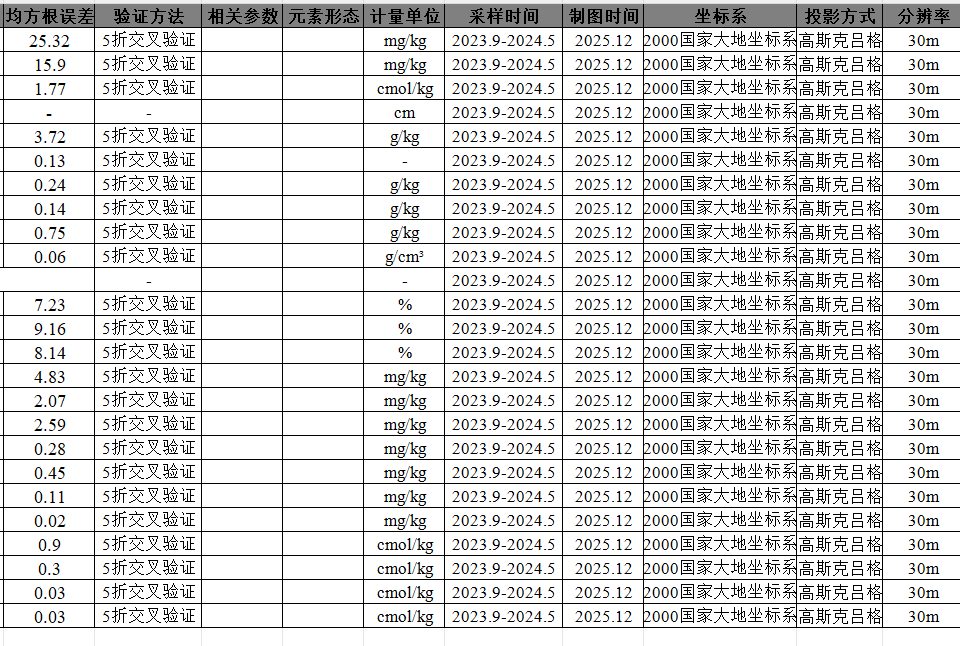 均方根误差 验证方法 相关参数 元素形态 计量单位 采样时间 制图时间 坐标系 投影方式 分辨率
25.32 5折交叉验证 mg/kg 2023.9-2024.5 2025.12 2000国家大地坐标系 高斯克吕格 30m
15.9 5折交叉验证 mg/kg 2023.9-2024.5 2025.12 2000国家大地坐标系 高斯克吕格 30m
1.77 5折交叉验证 cmol/kg 2023.9-2024.5 2025.12 2000国家大地坐标系 高斯克吕格 30m
- - cm 2023.9-2024.5 2025.12 2000国家大地坐标系 高斯克吕格 30m
3.72 5折交叉验证 g/kg 2023.9-2024.5 2025.12 2000国家大地坐标系 高斯克吕格 30m
0.13 5折交叉验证 - 2023.9-2024.5 2025.12 2000国家大地坐标系 高斯克吕格 30m
0.24 5折交叉验证 g/kg 2023.9-2024.5 2025.12 2000国家大地坐标系 高斯克吕格 30m
0.14 5折交叉验证 g/kg 2023.9-2024.5 2025.12 2000国家大地坐标系 高斯克吕格 30m
0.75 5折交叉验证 g/kg 2023.9-2024.5 2025.12 2000国家大地坐标系 高斯克吕格 30m
0.06 5折交叉验证 g/cm³ 2023.9-2024.5 2025.12 2000国家大地坐标系 高斯克吕格 30m
- - 2023.9-2024.5 2025.12 2000国家大地坐标系 高斯克吕格 30m
7.23 5折交叉验证 % 2023.9-2024.5 2025.12 2000国家大地坐标系 高斯克吕格 30m
9.16 5折交叉验证 % 2023.9-2024.5 2025.12 2000国家大地坐标系 高斯克吕格 30m
8.14 5折交叉验证 % 2023.9-2024.5 2025.12 2000国家大地坐标系 高斯克吕格 30m
4.83 5折交叉验证 mg/kg 2023.9-2024.5 2025.12 2000国家大地坐标系 高斯克吕格 30m
2.07 5折交叉验证 mg/kg 2023.9-2024.5 2025.12 2000国家大地坐标系 高斯克吕格 30m
2.59 5折交叉验证 mg/kg 2023.9-2024.5 2025.12 2000国家大地坐标系 高斯克吕格 30m
0.28 5折交叉验证 mg/kg 2023.9-2024.5 2025.12 2000国家大地坐标系 高斯克吕格 30m
0.45 5折交叉验证 mg/kg 2023.9-2024.5 2025.12 2000国家大地坐标系 高斯克吕格 30m
0.11 5折交叉验证 mg/kg 2023.9-2024.5 2025.12 2000国家大地坐标系 高斯克吕格 30m
0.02 5折交叉验证 mg/kg 2023.9-2024.5 2025.12 2000国家大地坐标系 高斯克吕格 30m
0.9 5折交叉验证 cmol/kg 2023.9-2024.5 2025.12 2000国家大地坐标系 高斯克吕格 30m
0.3 5折交叉验证 cmol/kg 2023.9-2024.5 2025.12 2000国家大地坐标系 高斯克吕格 30m
0.03 5折交叉验证 cmol/kg 2023.9-2024.5 2025.12 2000国家大地坐标系 高斯克吕格 30m
0.03 5折交叉验证 cmol/kg 2023.9-2024.5 2025.12 2000国家大地坐标系 高斯克吕格 30m